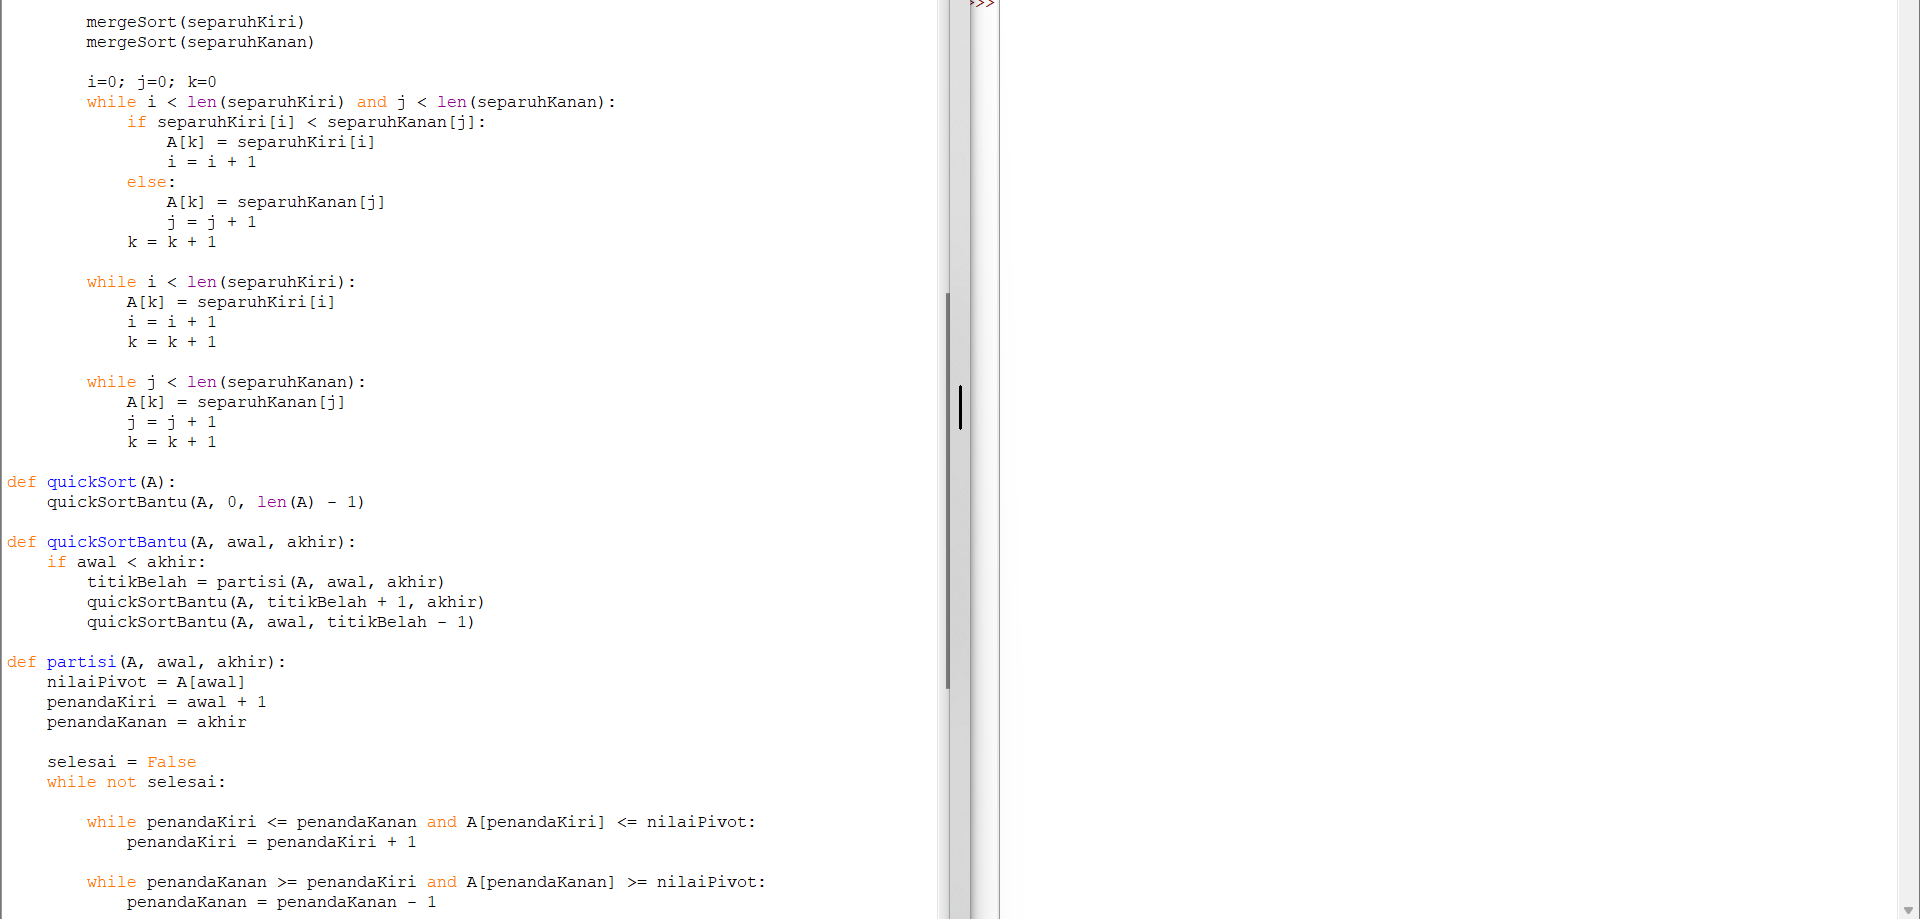 mergeSort(separuhKiri)
        mergeSort(separuhKanan)

        i=0; j=0; k=0
        while i < len(separuhKiri) and j < len(separuhKanan):
            if separuhKiri[i] < separuhKanan[j]:
                A[k] = separuhKiri[i]
                i = i + 1
            else:
                A[k] = separuhKanan[j]
                j = j + 1
            k = k + 1

        while i < len(separuhKiri):
            A[k] = separuhKiri[i]
            i = i + 1
            k = k + 1

        while j < len(separuhKanan):
            A[k] = separuhKanan[j]
            j = j + 1
            k = k + 1

def quickSort(A):
    quickSortBantu(A, 0, len(A) - 1)

def quickSortBantu(A, awal, akhir):
    if awal < akhir:
        titikBelah = partisi(A, awal, akhir)
        quickSortBantu(A, titikBelah + 1, akhir)
        quickSortBantu(A, awal, titikBelah - 1)

def partisi(A, awal, akhir):
    nilaiPivot = A[awal]
    penandaKiri = awal + 1
    penandaKanan = akhir

    selesai = False
    while not selesai:

        while penandaKiri <= penandaKanan and A[penandaKiri] <= nilaiPivot:
            penandaKiri = penandaKiri + 1

        while penandaKanan >= penandaKiri and A[penandaKanan] >= nilaiPivot:
            penandaKanan = penandaKanan - 1
>>>